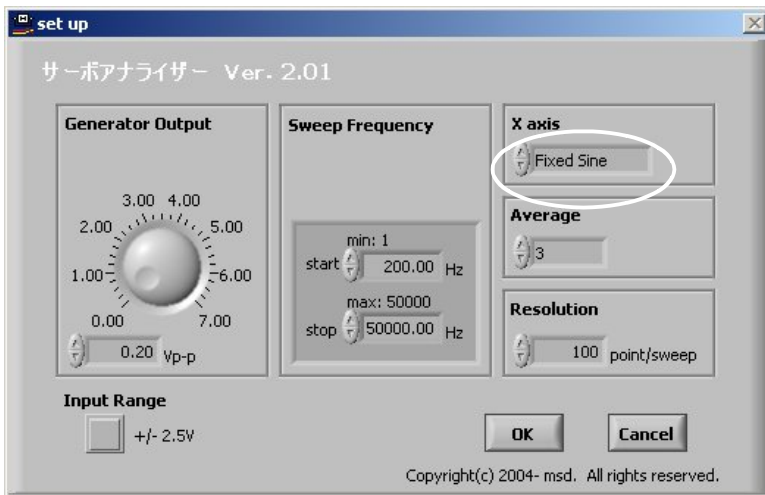 set up
サーボアナライザー Ver. 2.01
Generator Output
3.00 4.00
2.00 5.00
1.00 6.00
0.00 7.00
0.20 Vp-p
Sweep Frequency
min: 1
start 200.00 Hz
max: 50000
stop 50000.00 Hz
X axis
Fixed Sine
Average
3
Resolution
100 point/sweep
Input Range
+/- 2.5V
OK Cancel
Copyright(c) 2004- msd. All rights reserved.